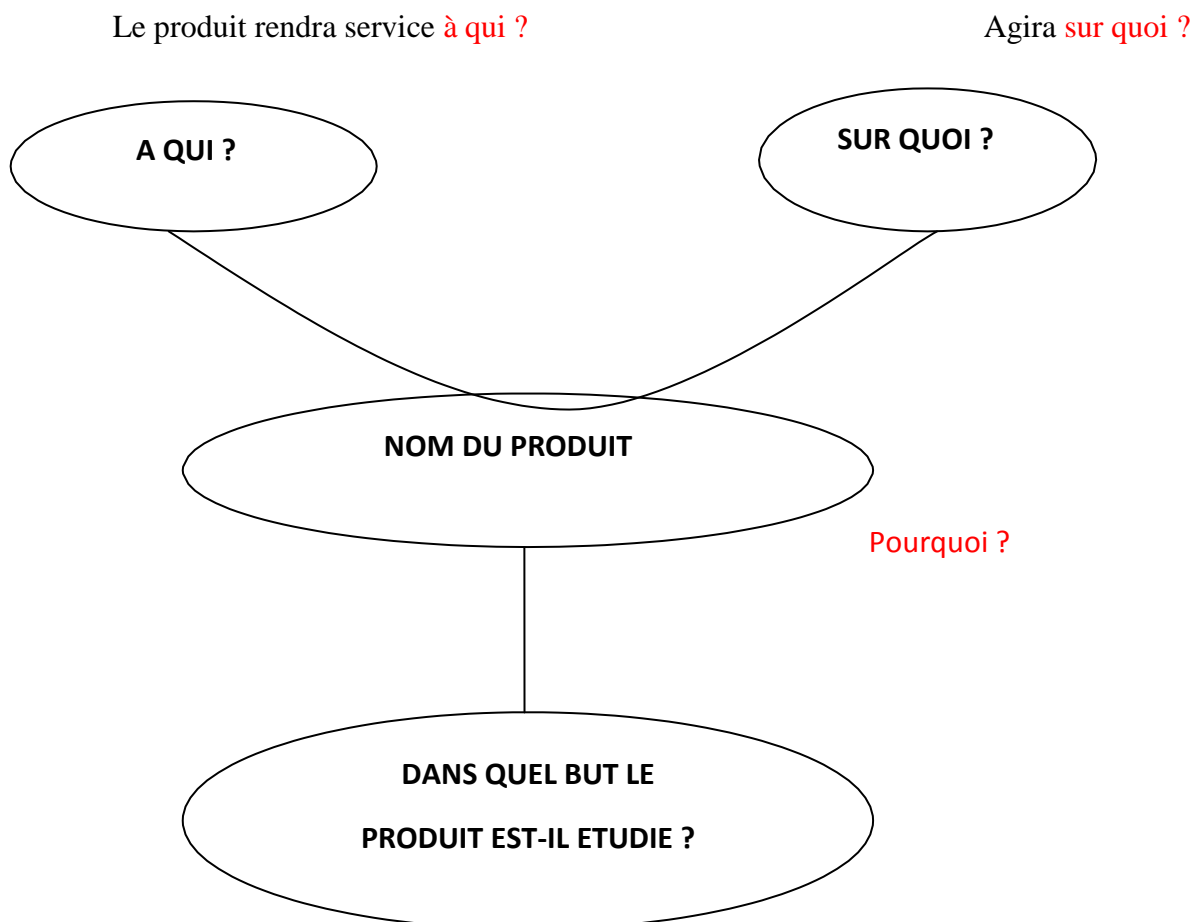 Le produit rendra service à qui ?
Agira sur quoi ?
A QUI ?
SUR QUOI ?
NOM DU PRODUIT
Pourquoi ?
DANS QUEL BUT LE
PRODUIT EST-IL ETUDIE ?